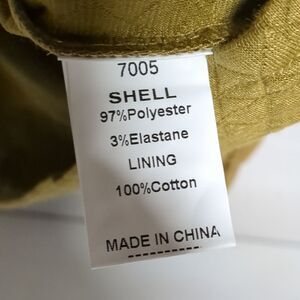 7005
SHELL
97%Polyester
3%Elastane
LINING
100%Cotton
MADE IN CHINA